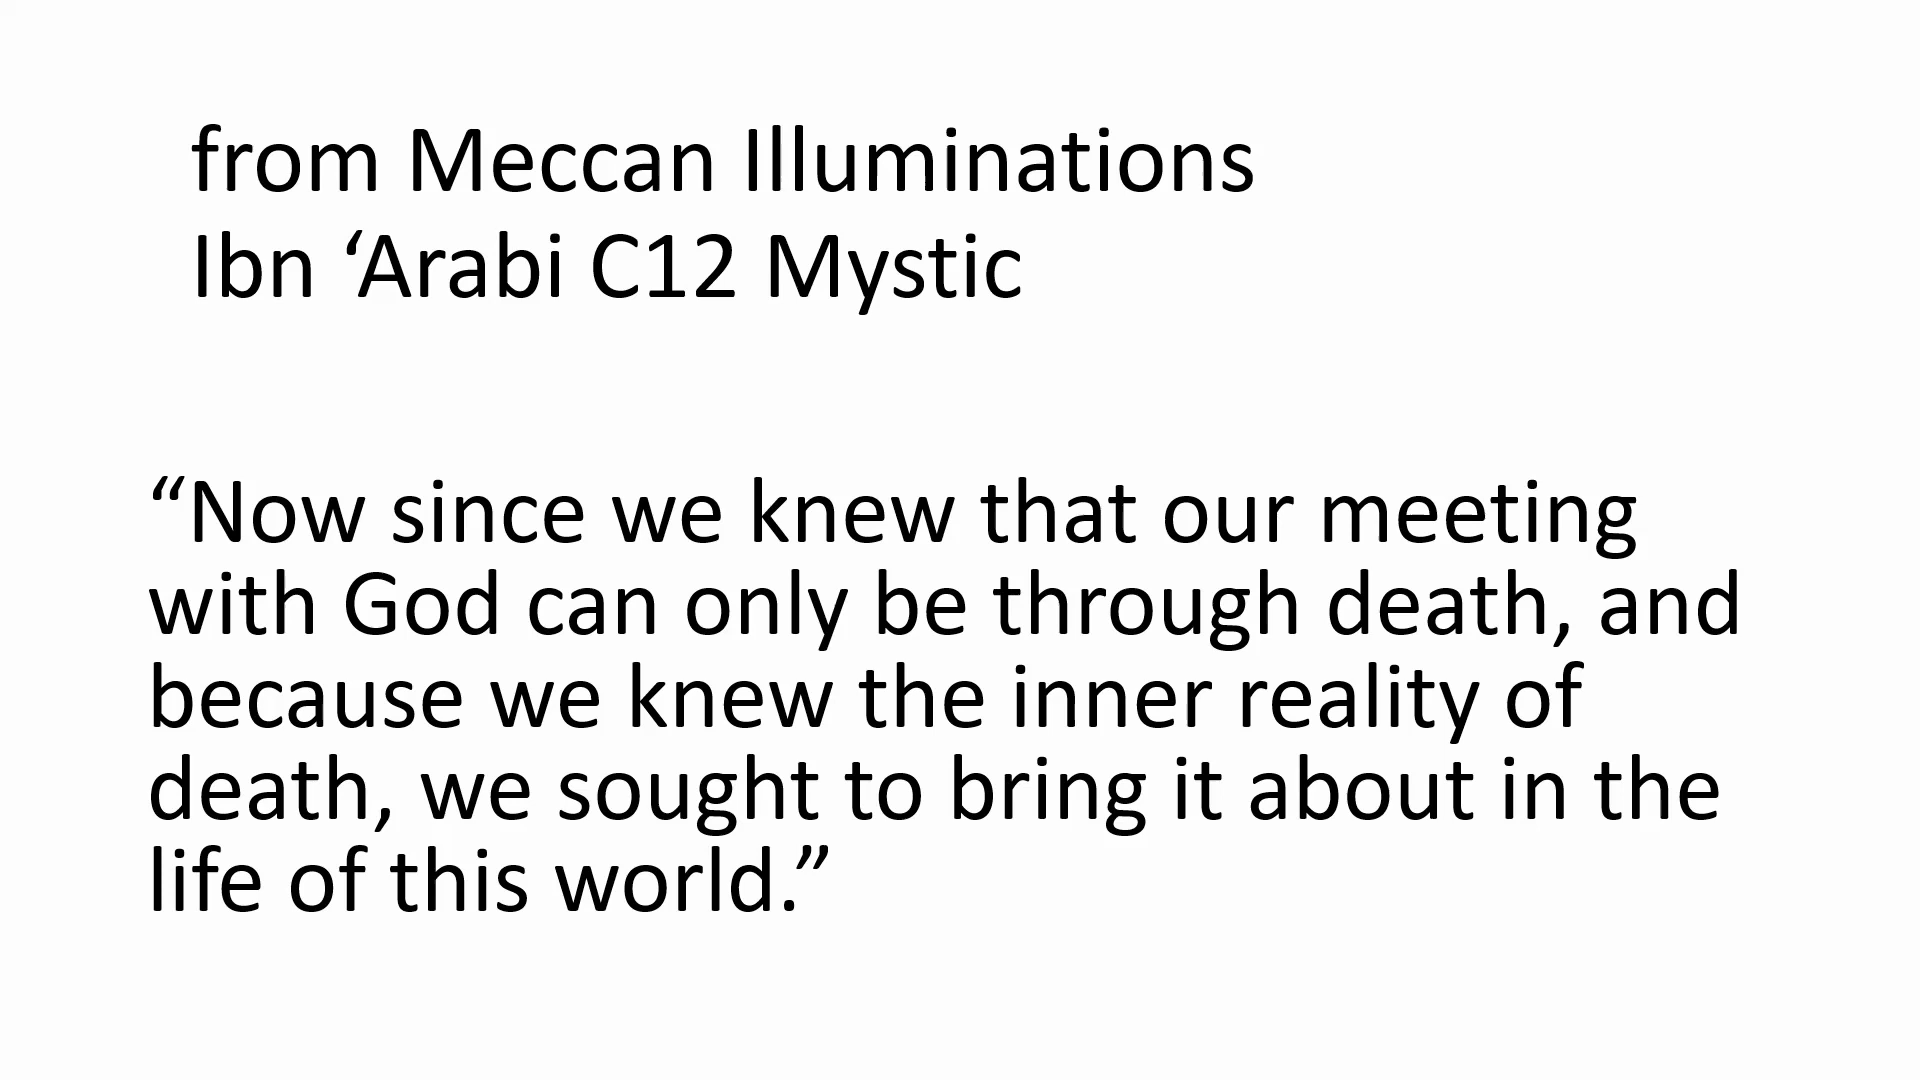 from Meccan Illuminations
Ibn ‘Arabi C12 Mystic
“Now since we knew that our meeting
with God can only be through death, and
because we knew the inner reality of
death, we sought to bring it about in the
life of this world.”